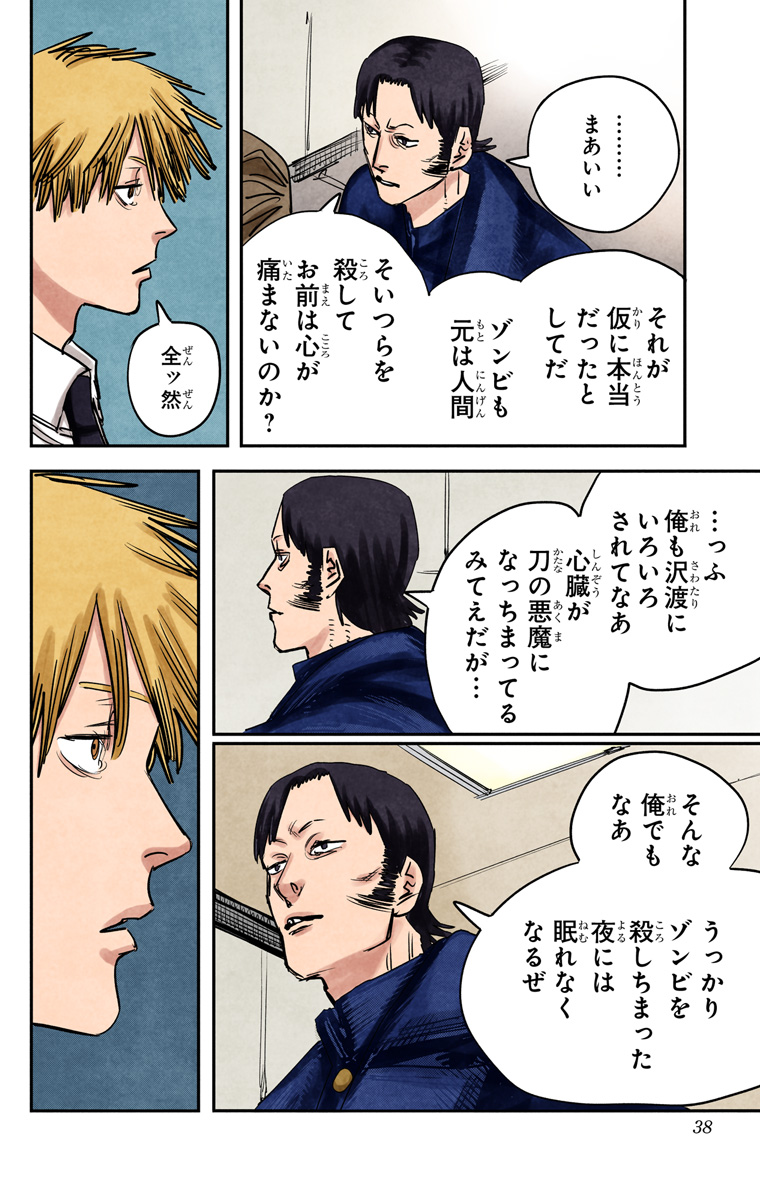 ………
まあいい
それが
仮に本当
だったと
してだ
ゾンビも
元は人間
そいつらを
殺して
お前は心が
痛まないのか？
全ッ然
…っふ
俺も沢渡に
いろいろ
されてなあ
心臓が
刀の悪魔に
なっちまってる
みてえだが…
そんな
俺でも
なあ
うっかり
ゾンビを
殺しちまった
夜には
眠れなく
なるぜ
38